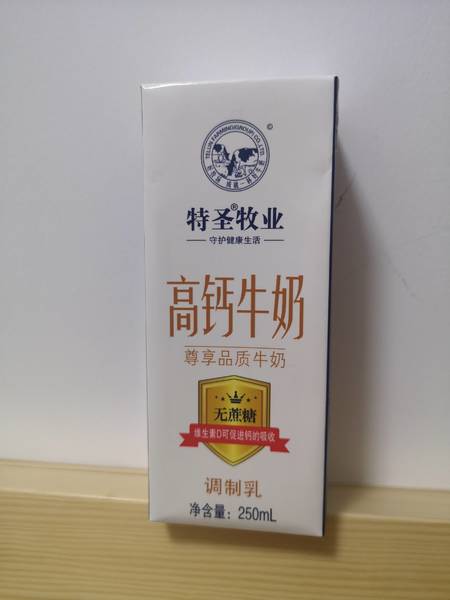 特圣®牧业
守护健康生活
高钙牛奶
尊享品质牛奶
无蔗糖
维生素D可促进钙的吸收
调制乳
净含量：250mL